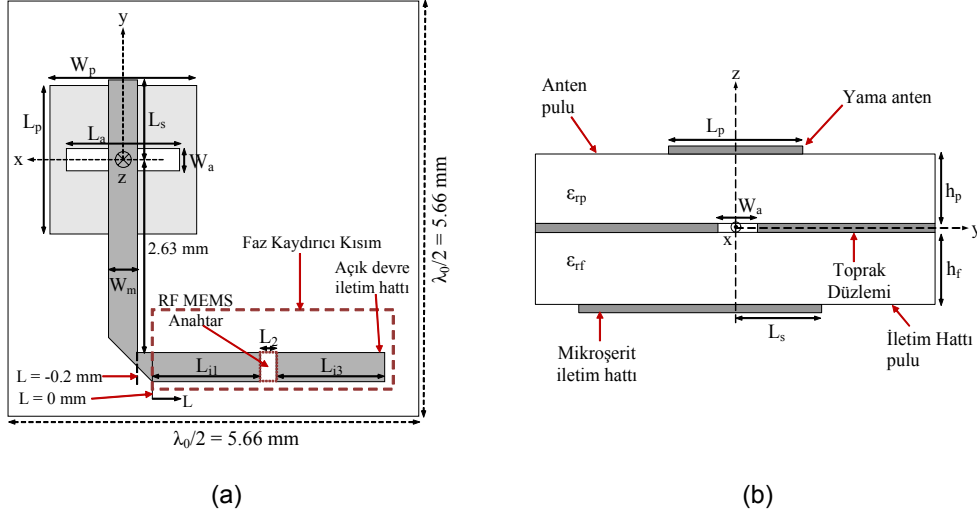 y
W_p
L_p
L_s
L_a
x
W_a
z
2.63 mm
W_m
Faz Kaydırıcı Kısım
Açık devre
iletim hattı
RF MEMS
Anahtar
L_2
L_i1
L_i3
L = -0.2 mm
L = 0 mm
L
λ_0/2 = 5.66 mm
λ_0/2 = 5.66 mm
(a)
z
Anten
pulu
Yama anten
L_p
ε_rp
h_p
W_a
x
y
ε_rf
h_f
Toprak
Düzlemi
L_s
Mikroşerit
iletim hattı
İletim Hattı
pulu
(b)